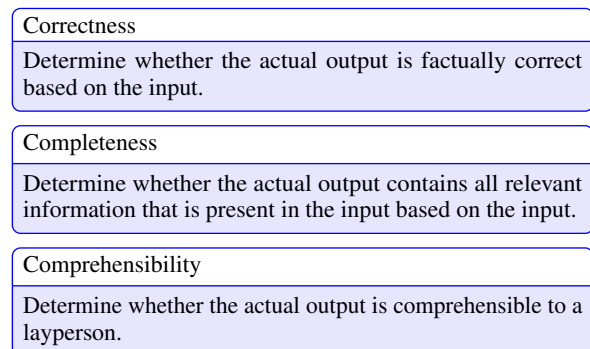 Correctness
Determine whether the actual output is factually correct
based on the input.
Completeness
Determine whether the actual output contains all relevant
information that is present in the input based on the input.
Comprehensibility
Determine whether the actual output is comprehensible to a
layperson.